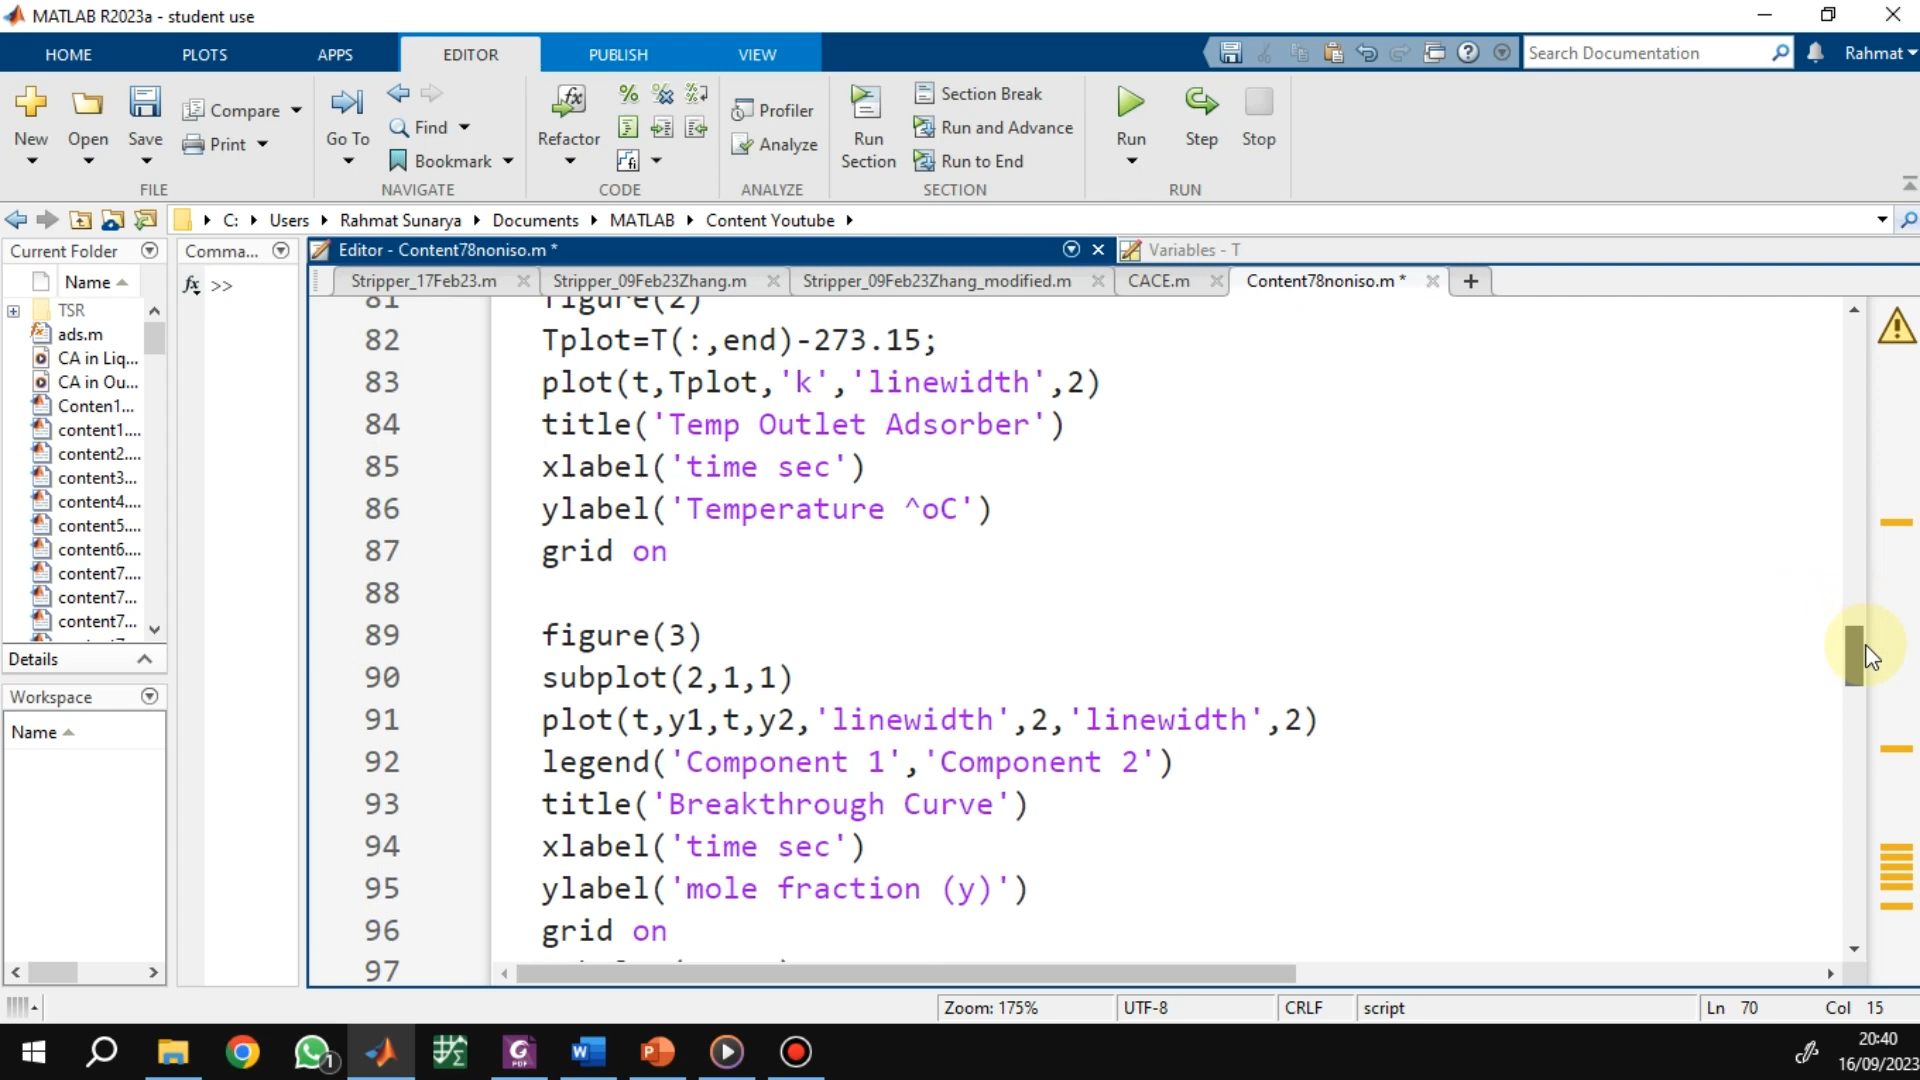 MATLAB R2023a - student use
HOME PLOTS APPS EDITOR PUBLISH VIEW
Search Documentation
Rahmat
New Open Save Compare Print
FILE
Go To Find Bookmark
NAVIGATE
Refactor
CODE
Profiler Analyze
ANALYZE
Run Section
Section Break
Run and Advance
Run to End
SECTION
Run Step Stop
RUN
C: Users Rahmat Sunarya Documents MATLAB Content Youtube
Current Folder
Comma...
Editor - Content78noniso.m *
Variables - T
Stripper_17Feb23.m Stripper_09Feb23Zhang.m Stripper_09Feb23Zhang_modified.m CACE.m Content78noniso.m *
Name
TSR
ads.m
CA in Liq...
CA in Ou...
Conten1...
content1....
content2....
content3...
content4....
content5....
content6....
content7....
content7...
content7...
Details
Workspace
Name
fx >>
81 figure(2)
82 Tplot=T(:,end)-273.15;
83 plot(t,Tplot,'k','linewidth',2)
84 title('Temp Outlet Adsorber')
85 xlabel('time sec')
86 ylabel('Temperature ^oC')
87 grid on
88
89 figure(3)
90 subplot(2,1,1)
91 plot(t,y1,t,y2,'linewidth',2,'linewidth',2)
92 legend('Component 1','Component 2')
93 title('Breakthrough Curve')
94 xlabel('time sec')
95 ylabel('mole fraction (y)')
96 grid on
97
Zoom: 175% UTF-8 CRLF script Ln 70 Col 15
20:40
16/09/2023